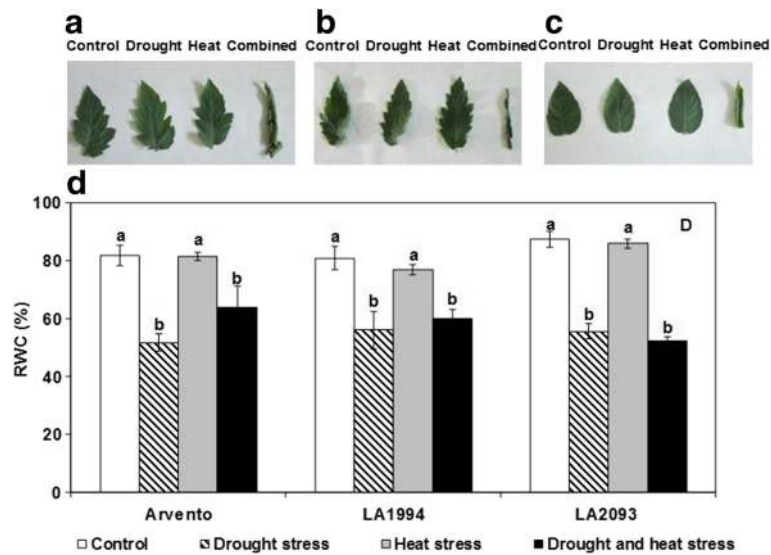 a
Control Drought Heat Combined
b
Control Drought Heat Combined
c
Control Drought Heat Combined
d
100
80
60
40
20
0
RWC (%)
D
a
b
a
b
a
b
a
b
a
b
a
b
Arvento
LA1994
LA2093
Control
Drought stress
Heat stress
Drought and heat stress